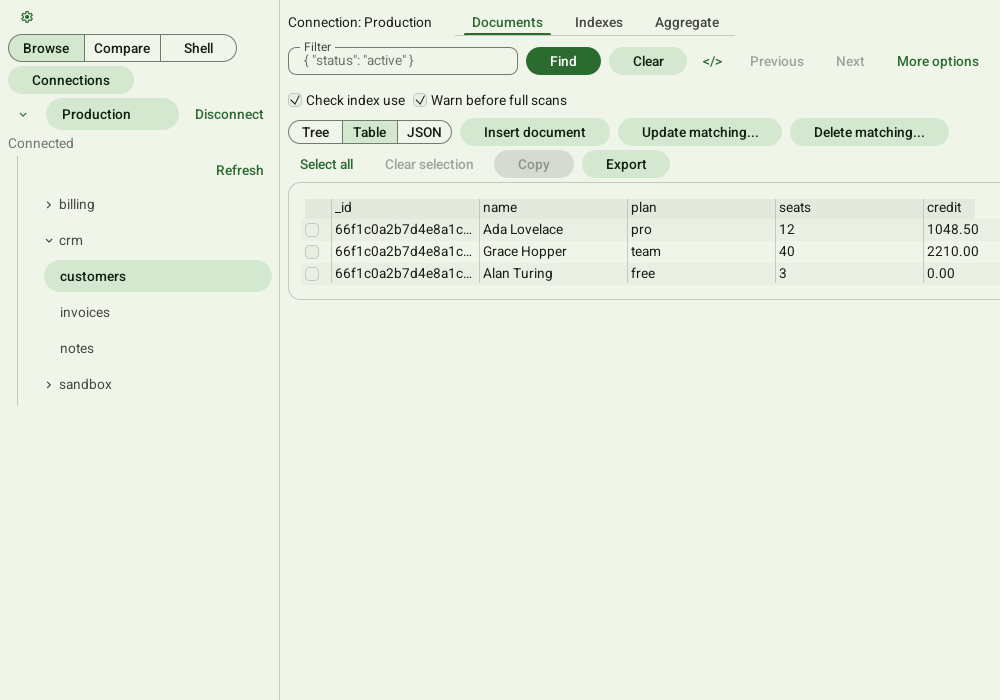 Browse Compare Shell
Connections
Production Disconnect
Connected
Refresh
billing
crm
customers
invoices
notes
sandbox
Connection: Production Documents Indexes Aggregate
Filter
{ "status": "active" } Find Clear </> Previous Next More options
Check index use Warn before full scans
Tree Table JSON Insert document Update matching... Delete matching...
Select all Clear selection Copy Export
_id name plan seats credit
66f1c0a2b7d4e8a1c... Ada Lovelace pro 12 1048.50
66f1c0a2b7d4e8a1c... Grace Hopper team 40 2210.00
66f1c0a2b7d4e8a1c... Alan Turing free 3 0.00